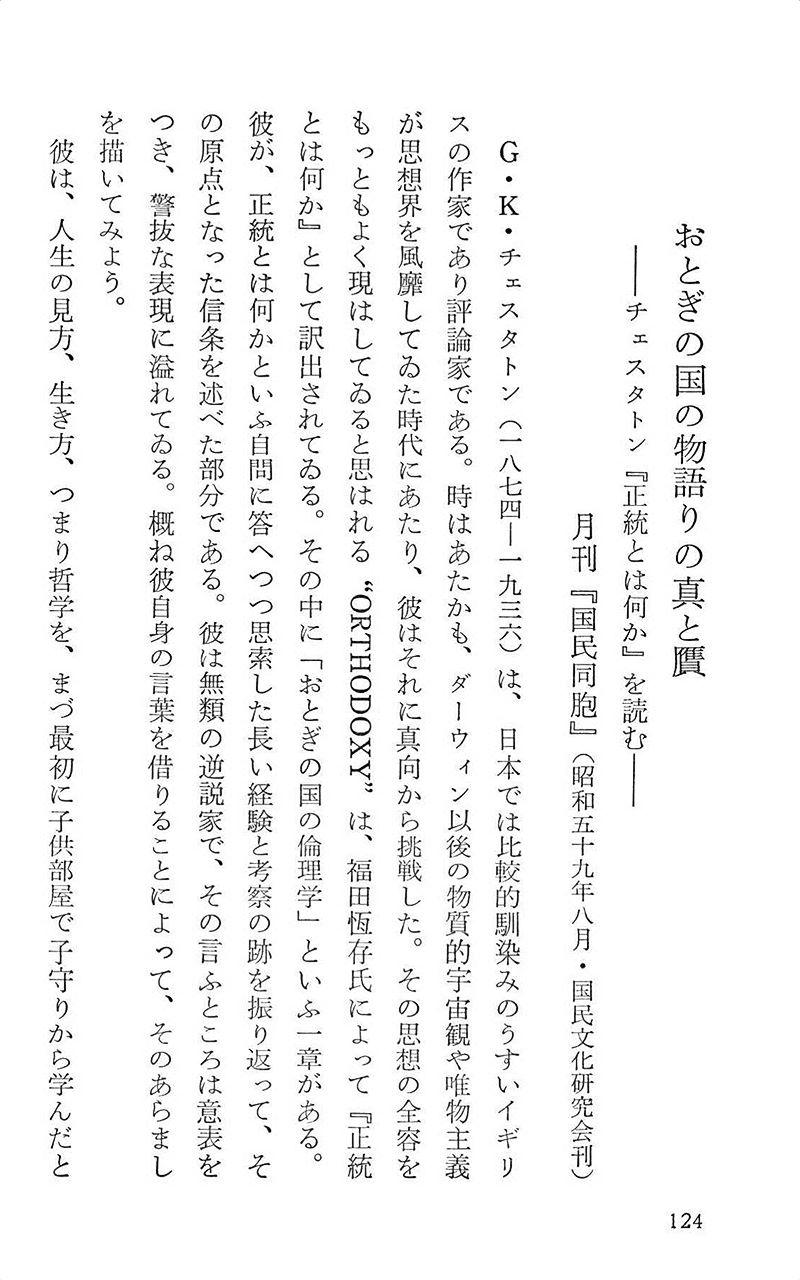 おとぎの国の物語りの真と贋
――チェスタトン『正統とは何か』を読む――
月刊『国民同胞』（昭和五十九年八月・国民文化研究会刊）
G・K・チェスタトン（一八七四―一九三六）は、日本では比較的馴染みのうすいイギリ
スの作家であり評論家である。時はあたかも、ダーウィン以後の物質的宇宙観や唯物主義
が思想界を風靡してゐた時代にあたり、彼はそれに真向から挑戦した。その思想の全容を
もっともよく現はしてゐると思はれる“ORTHODOXY”は、福田恆存氏によって『正統
とは何か』として訳出されてゐる。その中に「おとぎの国の倫理学」といふ一章がある。
彼が、正統とは何かといふ自問に答へつつ思索した長い経験と考察の跡を振り返って、そ
の原点となった信条を述べた部分である。彼は無類の逆説家で、その言ふところは意表を
つき、警抜な表現に溢れてゐる。概ね彼自身の言葉を借りることによって、そのあらまし
を描いてみよう。
彼は、人生の見方、生き方、つまり哲学を、まづ最初に子供部屋で子守りから学んだと
124